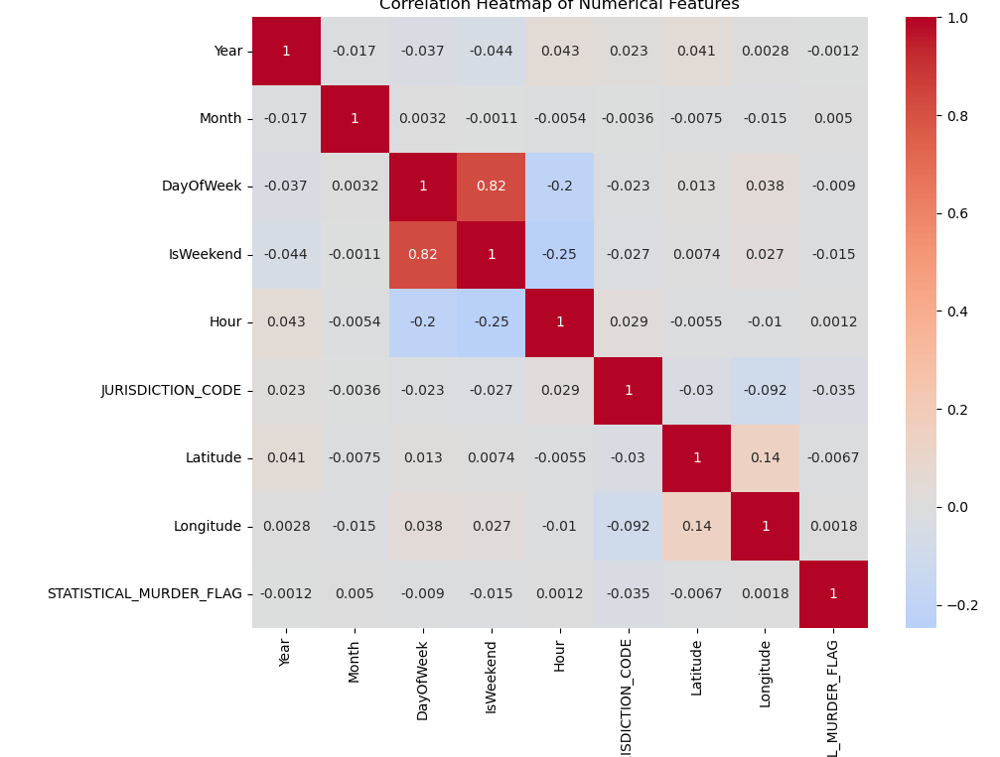 Correlation Heatmap of Numerical Features
Year 1 -0.017 -0.037 -0.044 0.043 0.023 0.041 0.0028 -0.0012
Month -0.017 1 0.0032 -0.0011 -0.0054 -0.0036 -0.0075 -0.015 0.005
DayOfWeek -0.037 0.0032 1 0.82 -0.2 -0.023 0.013 0.038 -0.009
IsWeekend -0.044 -0.0011 0.82 1 -0.25 -0.027 0.0074 0.027 -0.015
Hour 0.043 -0.0054 -0.2 -0.25 1 0.029 -0.0055 -0.01 0.0012
JURISDICTION_CODE 0.023 -0.0036 -0.023 -0.027 0.029 1 -0.03 -0.092 -0.035
Latitude 0.041 -0.0075 0.013 0.0074 -0.0055 -0.03 1 0.14 -0.0067
Longitude 0.0028 -0.015 0.038 0.027 -0.01 -0.092 0.14 1 0.0018
STATISTICAL_MURDER_FLAG -0.0012 0.005 -0.009 -0.015 0.0012 -0.035 -0.0067 0.0018 1
Year
Month
DayOfWeek
IsWeekend
Hour
ISDICTION_CODE
Latitude
Longitude
L_MURDER_FLAG
1.0
0.8
0.6
0.4
0.2
0.0
-0.2